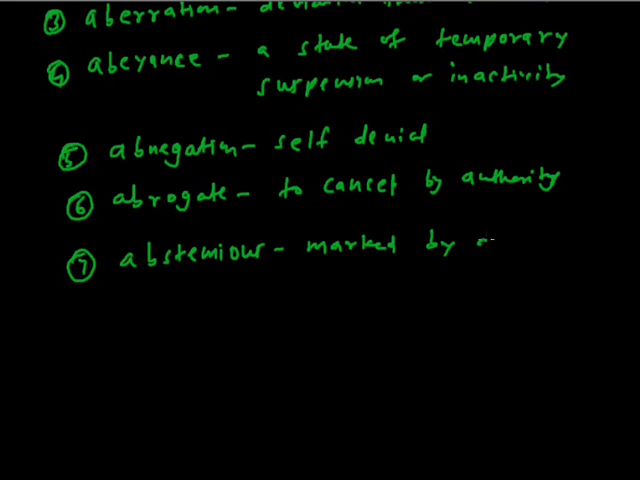 ③ aberration -
④ abeyance - a state of temporary
suspension or inactivity
⑤ abnegation - self denial
⑥ abrogate - to cancel by authority
⑦ abstemious - marked by